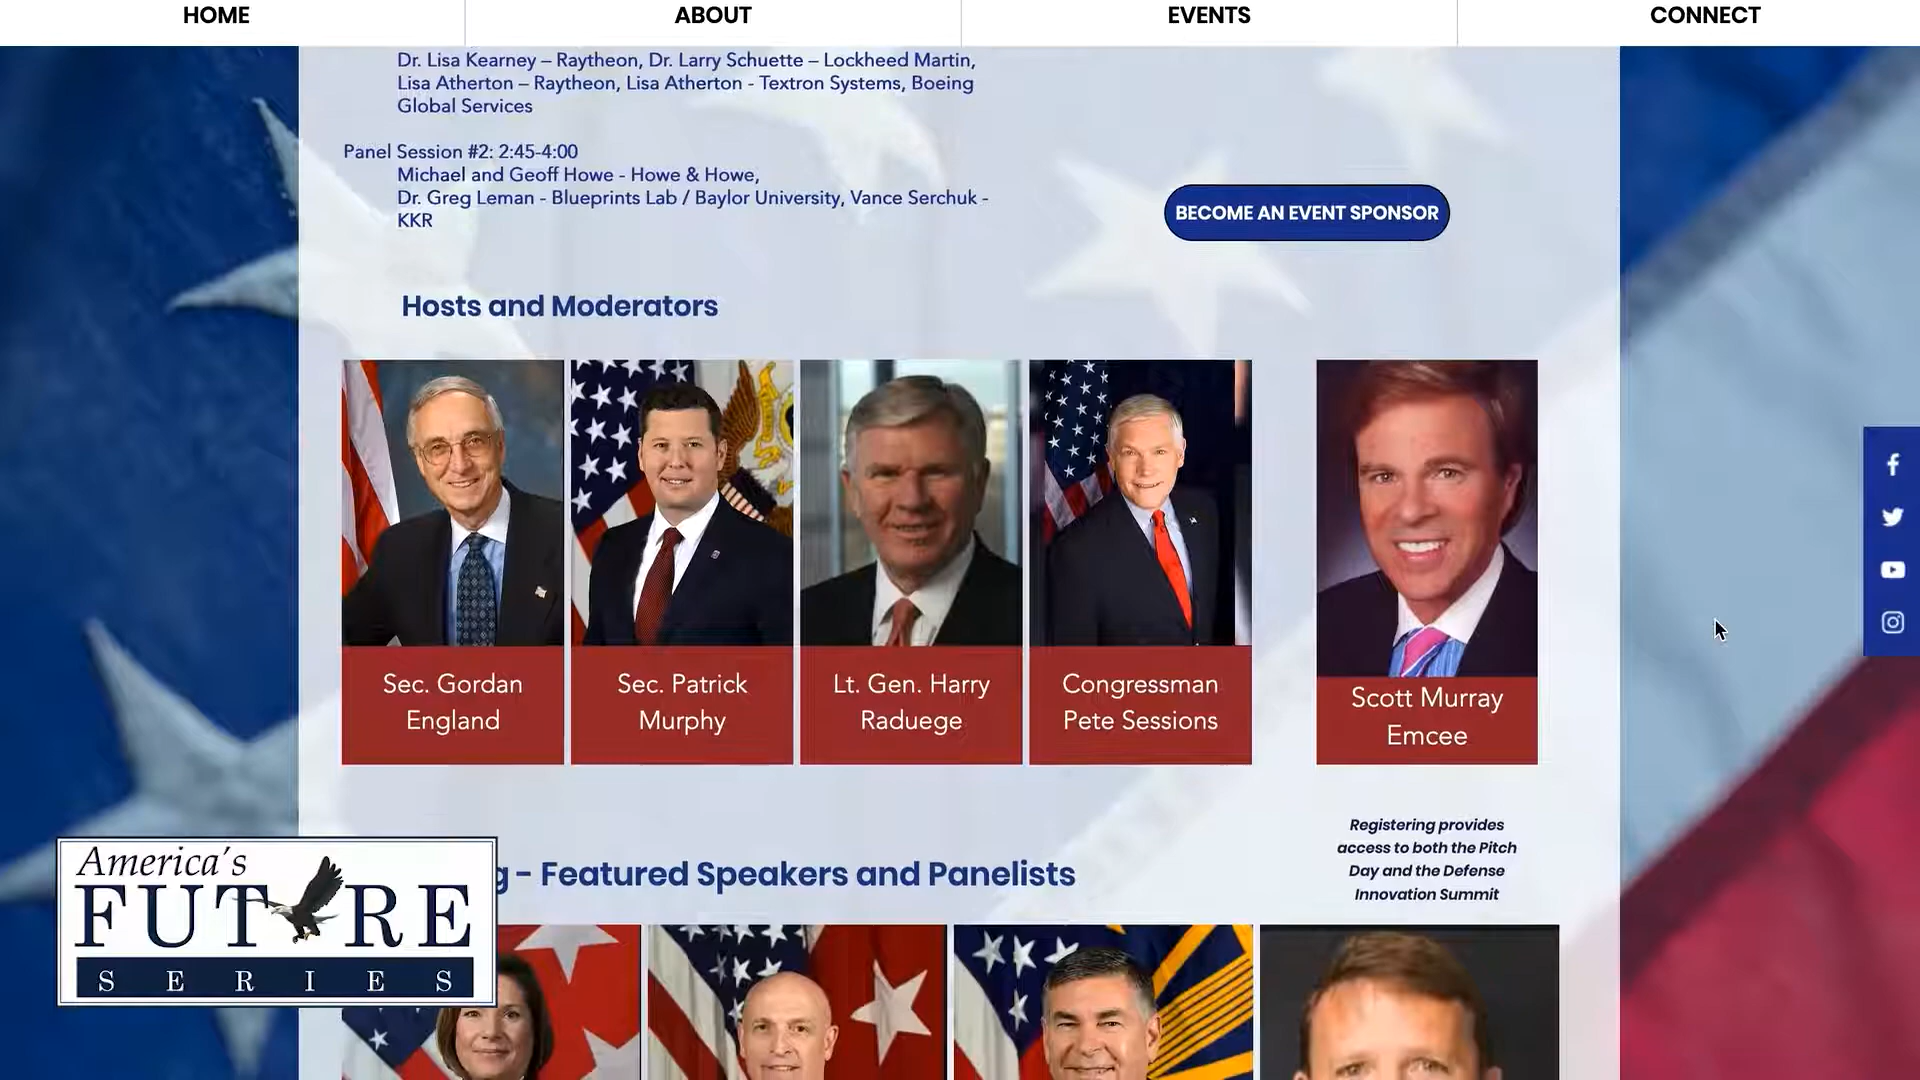 HOME
ABOUT
EVENTS
CONNECT
Dr. Lisa Kearney – Raytheon, Dr. Larry Schuette – Lockheed Martin,
Lisa Atherton – Raytheon, Lisa Atherton - Textron Systems, Boeing
Global Services
Panel Session #2: 2:45-4:00
Michael and Geoff Howe - Howe & Howe,
Dr. Greg Leman - Blueprints Lab / Baylor University, Vance Serchuk -
KKR
BECOME AN EVENT SPONSOR
Hosts and Moderators
Sec. Gordan
England
Sec. Patrick
Murphy
Lt. Gen. Harry
Raduege
Congressman
Pete Sessions
Scott Murray
Emcee
Registering provides
access to both the Pitch
Day and the Defense
Innovation Summit
g - Featured Speakers and Panelists
America's
FUTURE
SERIES